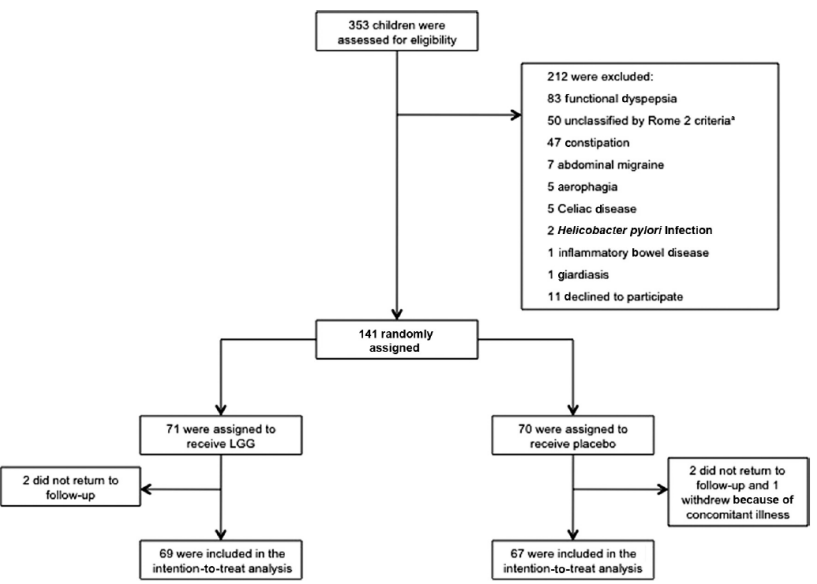 353 children were
assessed for eligibility
212 were excluded:
83 functional dyspepsia
50 unclassified by Rome 2 criteriaª
47 constipation
7 abdominal migraine
5 aerophagia
5 Celiac disease
2 Helicobacter pylori Infection
1 inflammatory bowel disease
1 giardiasis
11 declined to participate
141 randomly
assigned
71 were assigned to
receive LGG
70 were assigned to
receive placebo
2 did not return to
follow-up
2 did not return to
follow-up and 1
withdrew because of
concomitant illness
69 were included in the
intention-to-treat analysis
67 were included in the
intention-to-treat analysis